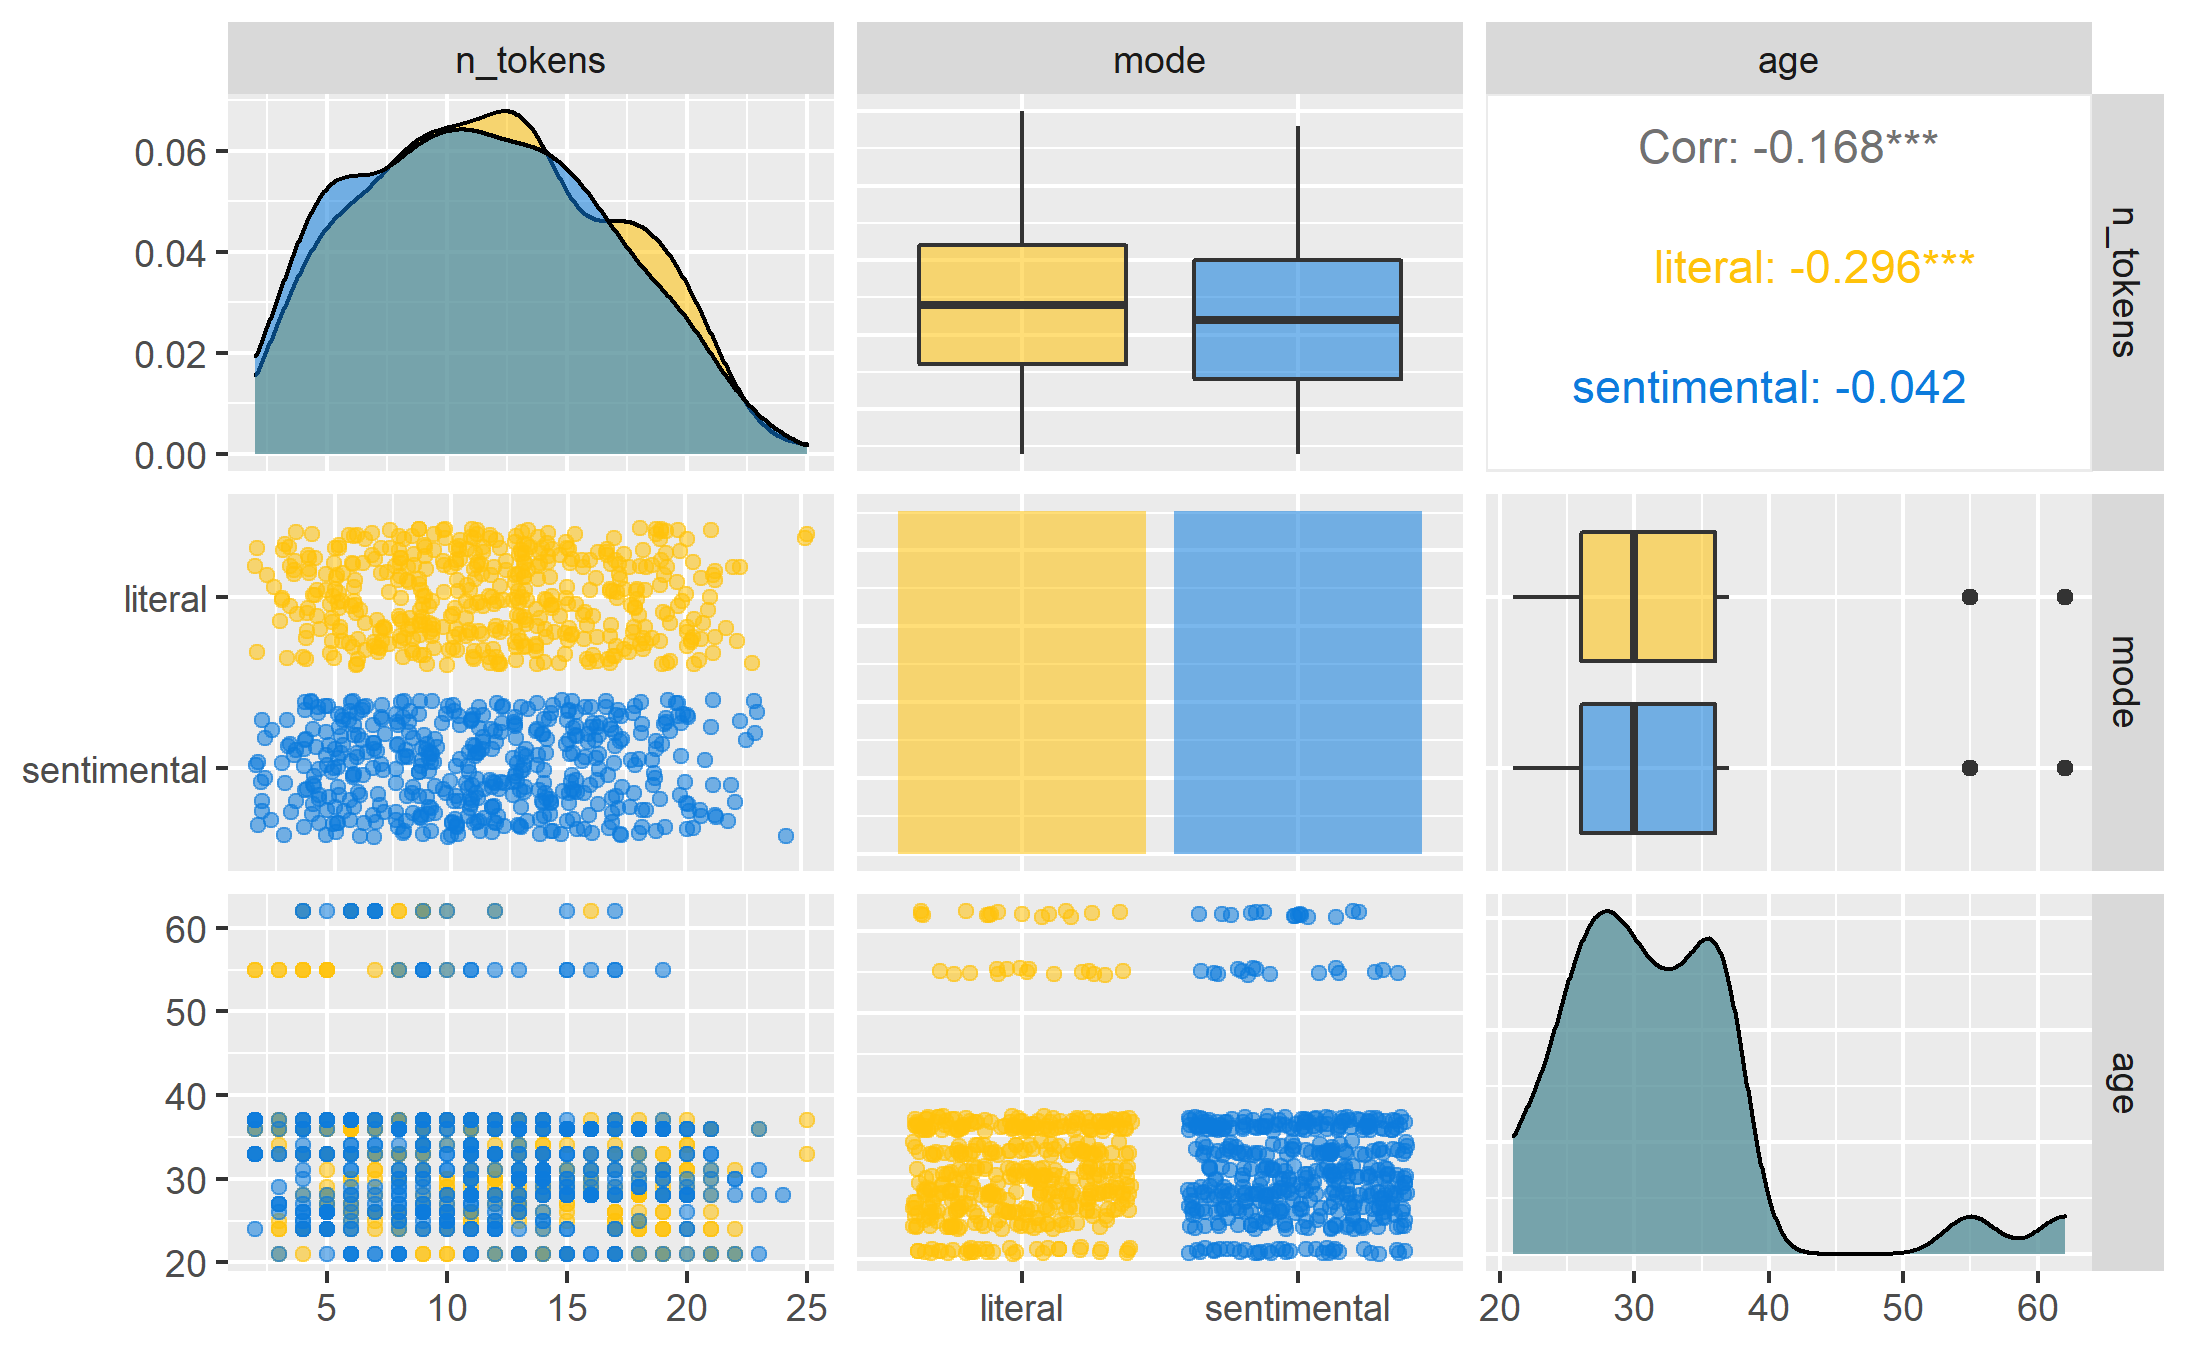 n_tokens
mode
age
0.06
0.04
0.02
0.00
Corr: -0.168***
literal: -0.296***
sentimental: -0.042
n_tokens
literal
sentimental
mode
60
50
40
30
20
age
5 10 15 20 25
literal sentimental
20 30 40 50 60